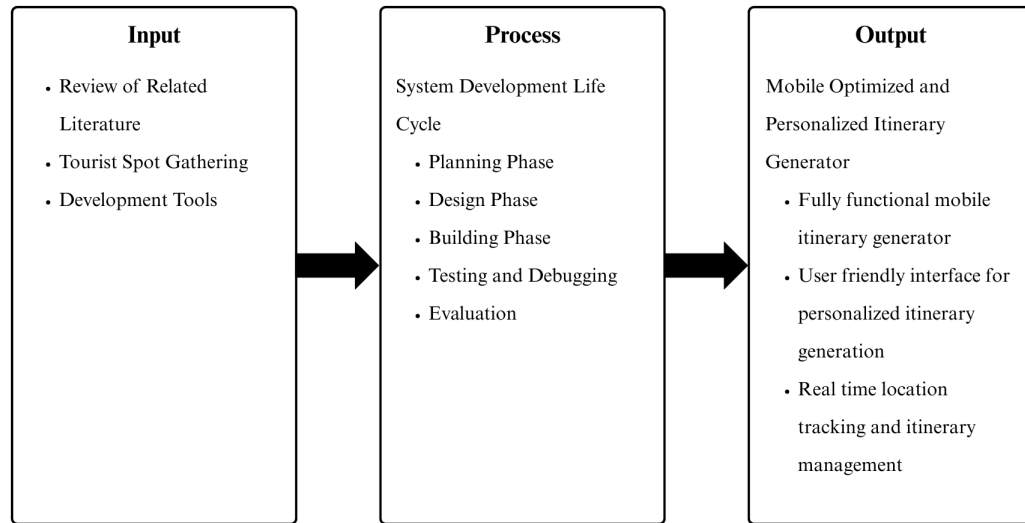 Input
• Review of Related
Literature
• Tourist Spot Gathering
• Development Tools
Process
System Development Life
Cycle
• Planning Phase
• Design Phase
• Building Phase
• Testing and Debugging
• Evaluation
Output
Mobile Optimized and
Personalized Itinerary
Generator
• Fully functional mobile
itinerary generator
• User friendly interface for
personalized itinerary
generation
• Real time location
tracking and itinerary
management